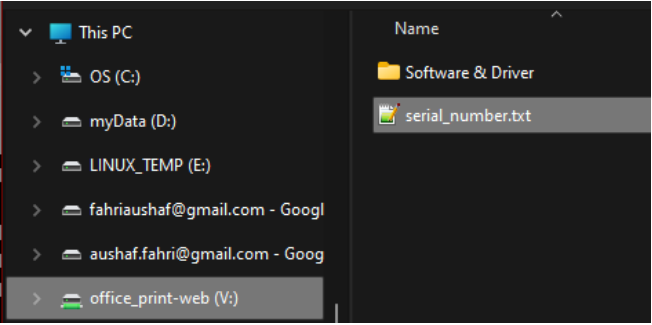 This PC
OS (C:)
myData (D:)
LINUX_TEMP (E:)
fahriaushaf@gmail.com - Googl
aushaf.fahri@gmail.com - Goog
office_print-web (V:)
Name
Software & Driver
serial_number.txt